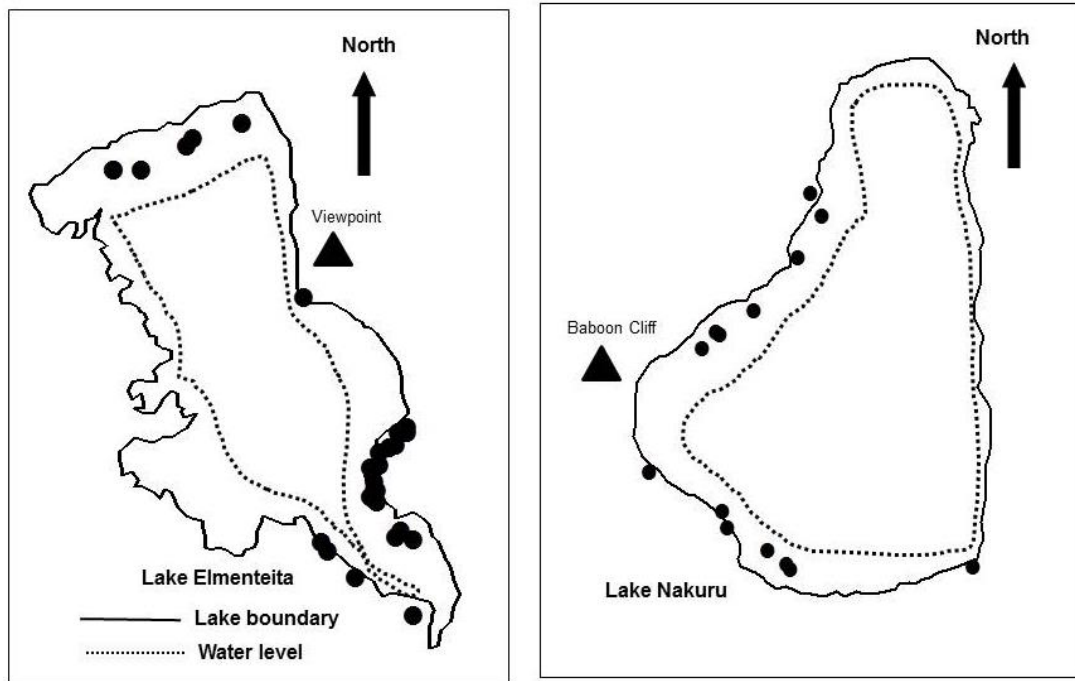 North
Viewpoint
Lake Elmenteita
Lake boundary
Water level
North
Baboon Cliff
Lake Nakuru